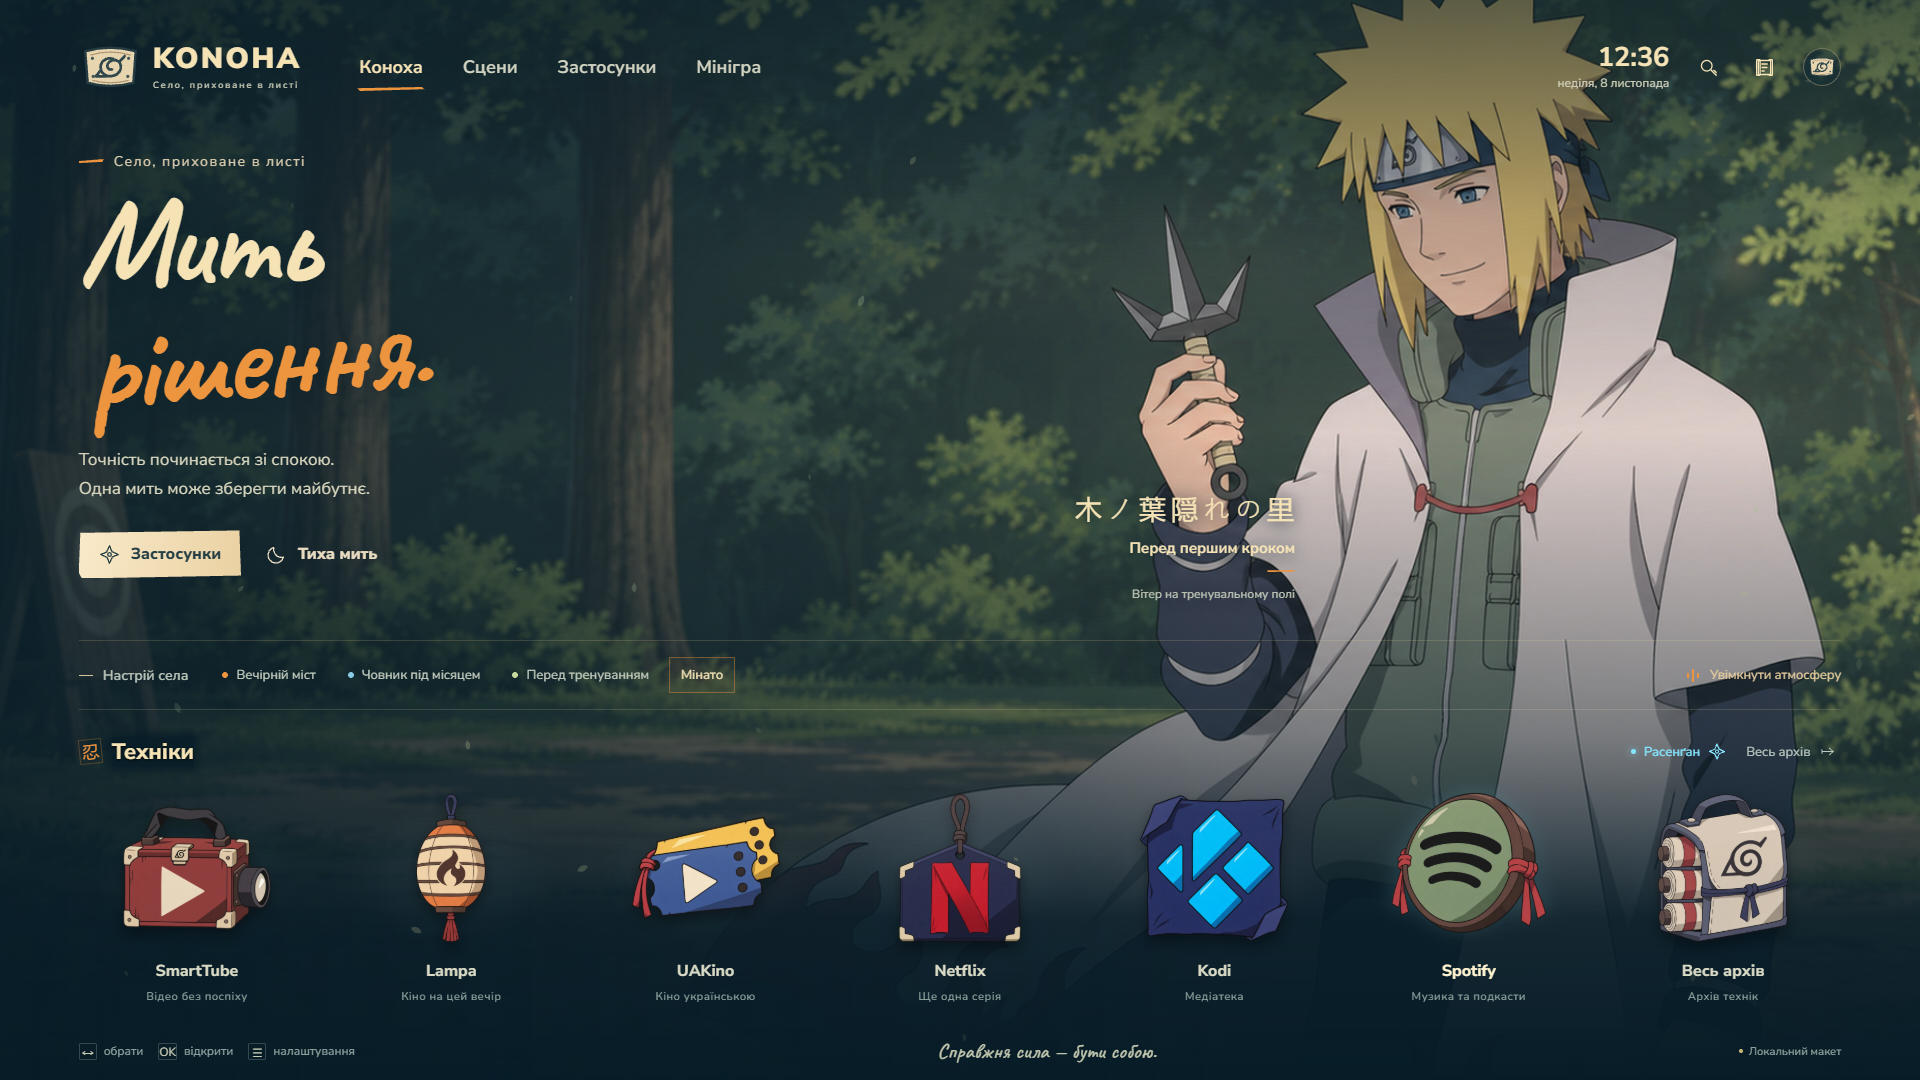 KONOHA
Село, приховане в листі
Коноха
Сцени
Застосунки
Мінігра
12:36
неділя, 8 листопада
Село, приховане в листі
Мить
рішення.
Точність починається зі спокою.
Одна мить може зберегти майбутнє.
Застосунки
Тиха мить
木ノ葉隠れの里
Перед першим кроком
Вітер на тренувальному полі
Настрій села
Вечірній міст
Човник під місяцем
Перед тренуванням
Мінато
Увімкнути атмосферу
忍 Техніки
Расенґан
Весь архів
SmartTube
Відео без поспіху
Lampa
Кіно на цей вечір
UAKino
Кіно українською
Netflix
Ще одна серія
Kodi
Медіатека
Spotify
Музика та подкасти
Весь архів
Архів технік
обрати
OK відкрити
налаштування
Справжня сила — бути собою.
Локальний макет